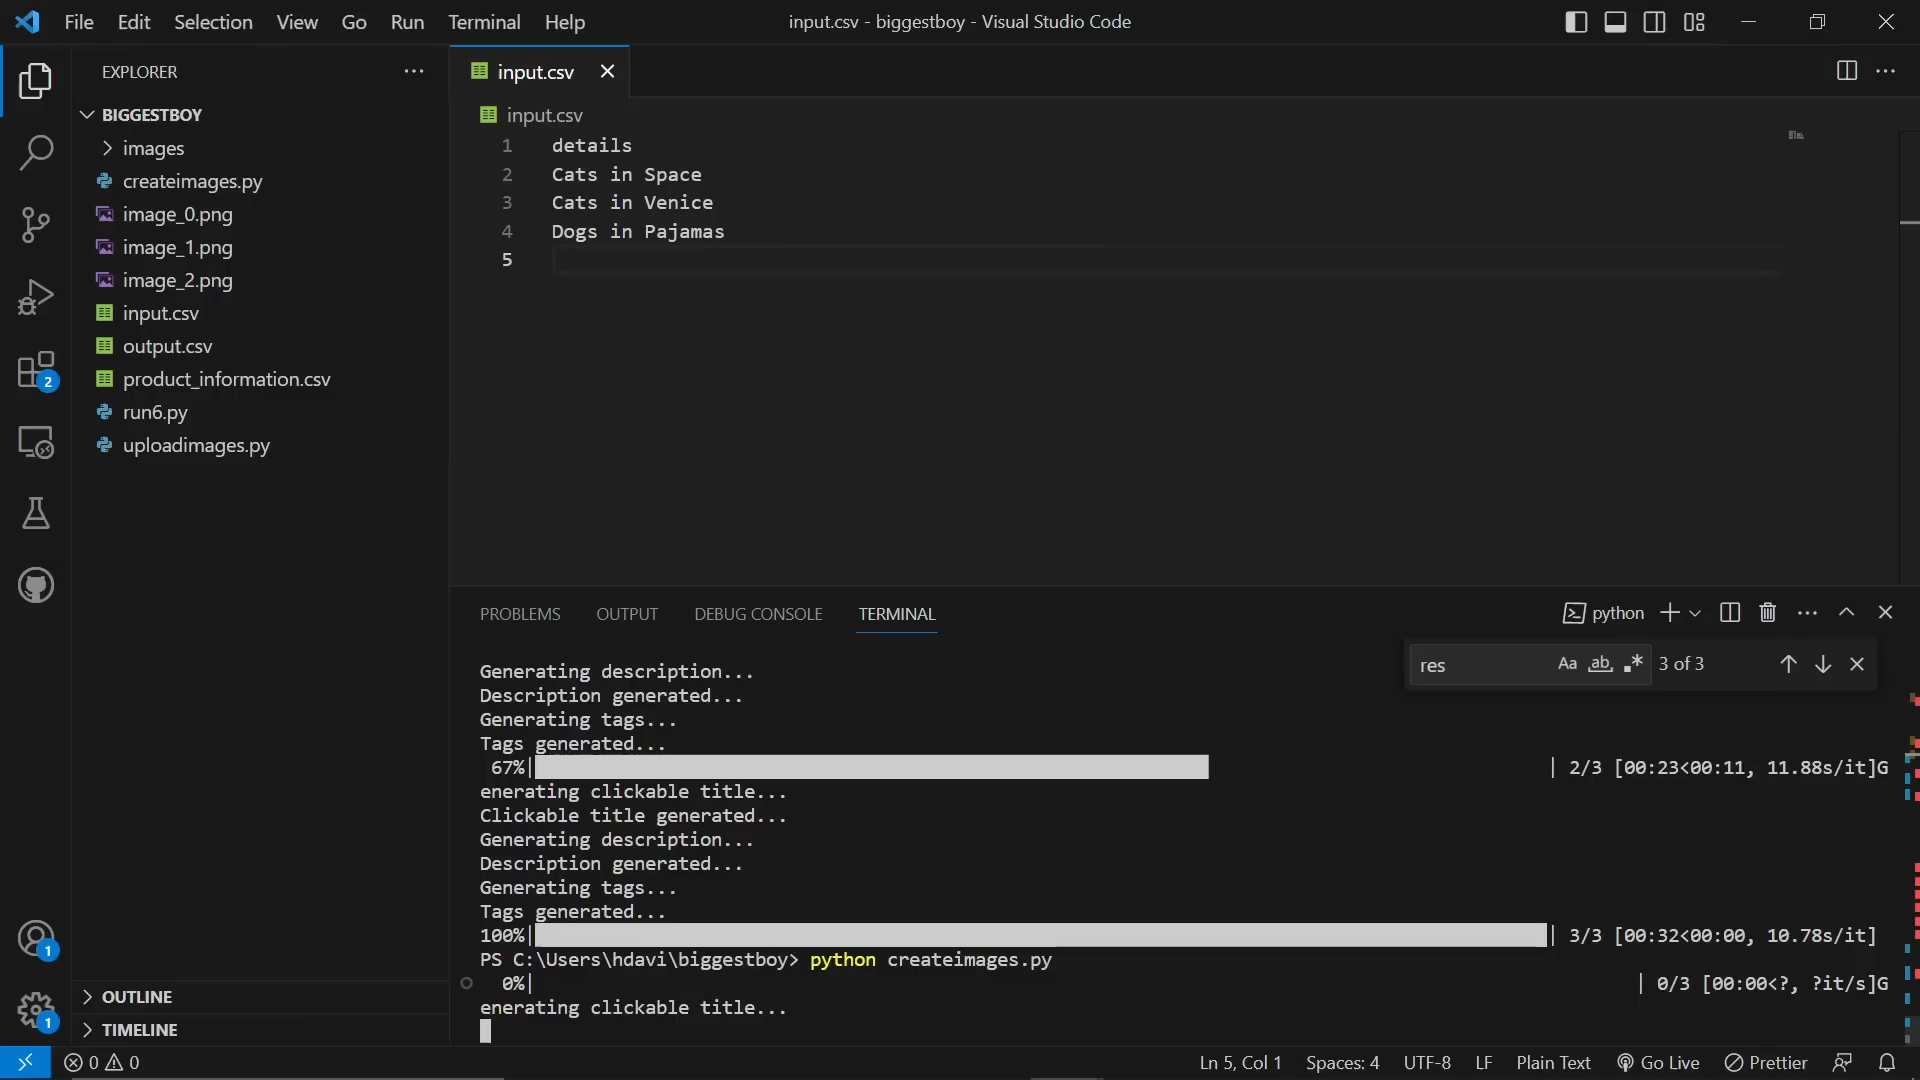 File Edit Selection View Go Run Terminal Help input.csv - biggestboy - Visual Studio Code
EXPLORER
BIGGESTBOY
images
createimages.py
image_0.png
image_1.png
image_2.png
input.csv
output.csv
product_information.csv
run6.py
uploadimages.py
OUTLINE
TIMELINE
2
1
1
input.csv
input.csv
1 details
2 Cats in Space
3 Cats in Venice
4 Dogs in Pajamas
5
PROBLEMS OUTPUT DEBUG CONSOLE TERMINAL python
res Aa ab 3 of 3
Generating description...
Description generated...
Generating tags...
Tags generated...
67%| | 2/3 [00:23<00:11, 11.88s/it]G
enerating clickable title...
Clickable title generated...
Generating description...
Description generated...
Generating tags...
Tags generated...
100%| | 3/3 [00:32<00:00, 10.78s/it]
PS C:\Users\hdavi\biggestboy> python createimages.py
0%| | 0/3 [00:00<?, ?it/s]G
enerating clickable title...
0 0 Ln 5, Col 1 Spaces: 4 UTF-8 LF Plain Text Go Live Prettier